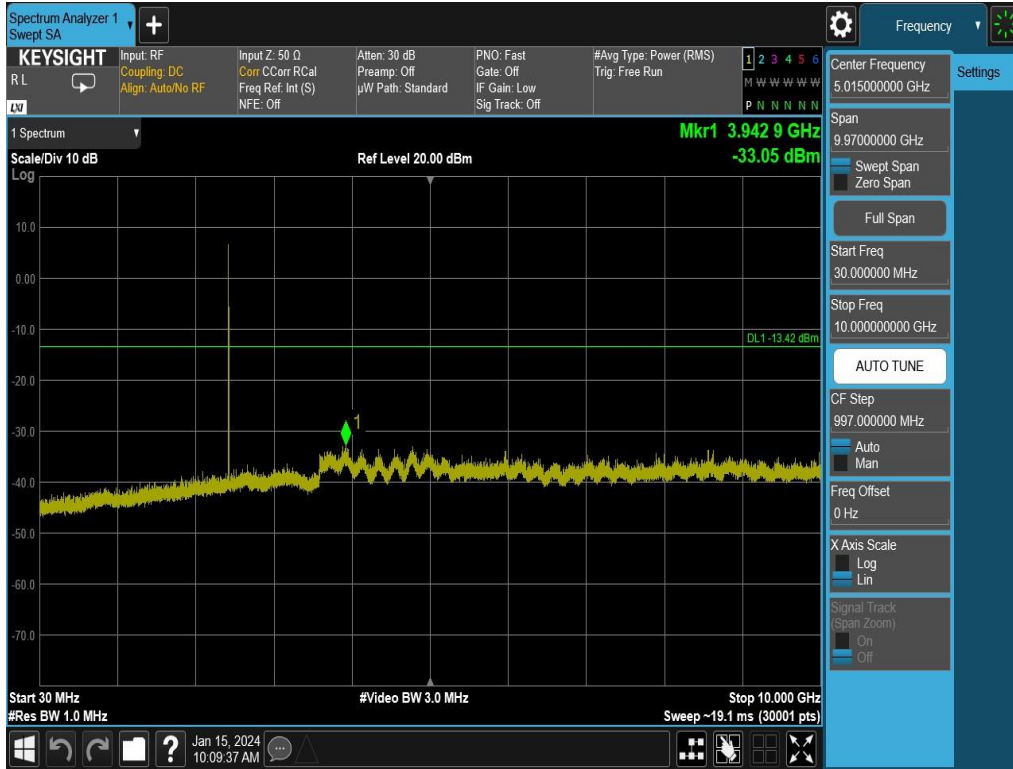 Spectrum Analyzer 1
Swept SA
Frequency
KEYSIGHT
R L
LXI
Input: RF
Coupling: DC
Align: Auto/No RF
Input Z: 50 Ω
Corr CCorr RCal
Freq Ref: Int (S)
NFE: Off
Atten: 30 dB
Preamp: Off
µW Path: Standard
PNO: Fast
Gate: Off
IF Gain: Low
Sig Track: Off
#Avg Type: Power (RMS)
Trig: Free Run
1 2 3 4 5 6
M W W W W W
P N N N N N
1 Spectrum
Scale/Div 10 dB
Log
Ref Level 20.00 dBm
Mkr1 3.942 9 GHz
-33.05 dBm
10.0
0.00
-10.0
-20.0
-30.0
-40.0
-50.0
-60.0
-70.0
DL1 -13.42 dBm
1
Start 30 MHz
#Res BW 1.0 MHz
#Video BW 3.0 MHz
Stop 10.000 GHz
Sweep ~19.1 ms (30001 pts)
Center Frequency
5.015000000 GHz
Settings
Span
9.97000000 GHz
Swept Span
Zero Span
Full Span
Start Freq
30.000000 MHz
Stop Freq
10.000000000 GHz
AUTO TUNE
CF Step
997.000000 MHz
Auto
Man
Freq Offset
0 Hz
X Axis Scale
Log
Lin
Signal Track
(Span Zoom)
On
Off
?
Jan 15, 2024
10:09:37 AM